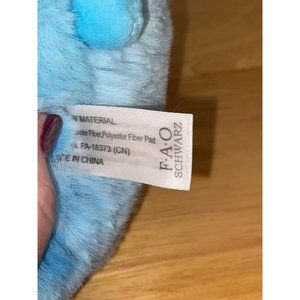 MATERIAL
Fiber,Polyester Fiber Pad
PA-18373 (CN)
IN CHINA
F·A·O
SCHWARZ